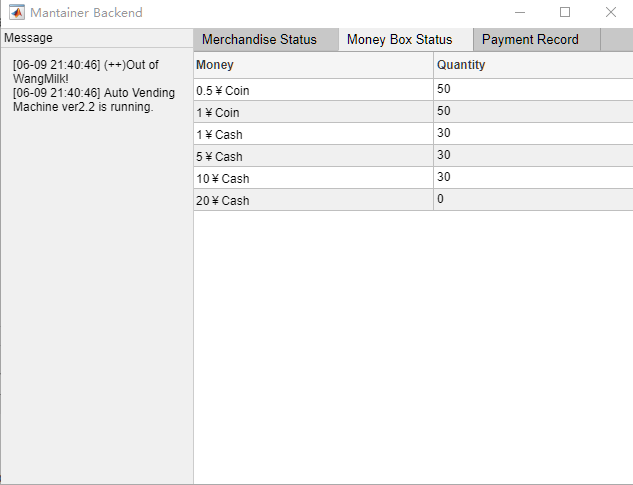 Mantainer Backend
Message
[06-09 21:40:46] (++)Out of
WangMilk!
[06-09 21:40:46] Auto Vending
Machine ver2.2 is running.
Merchandise Status Money Box Status Payment Record
Money Quantity
0.5 ¥ Coin 50
1 ¥ Coin 50
1 ¥ Cash 30
5 ¥ Cash 30
10 ¥ Cash 30
20 ¥ Cash 0